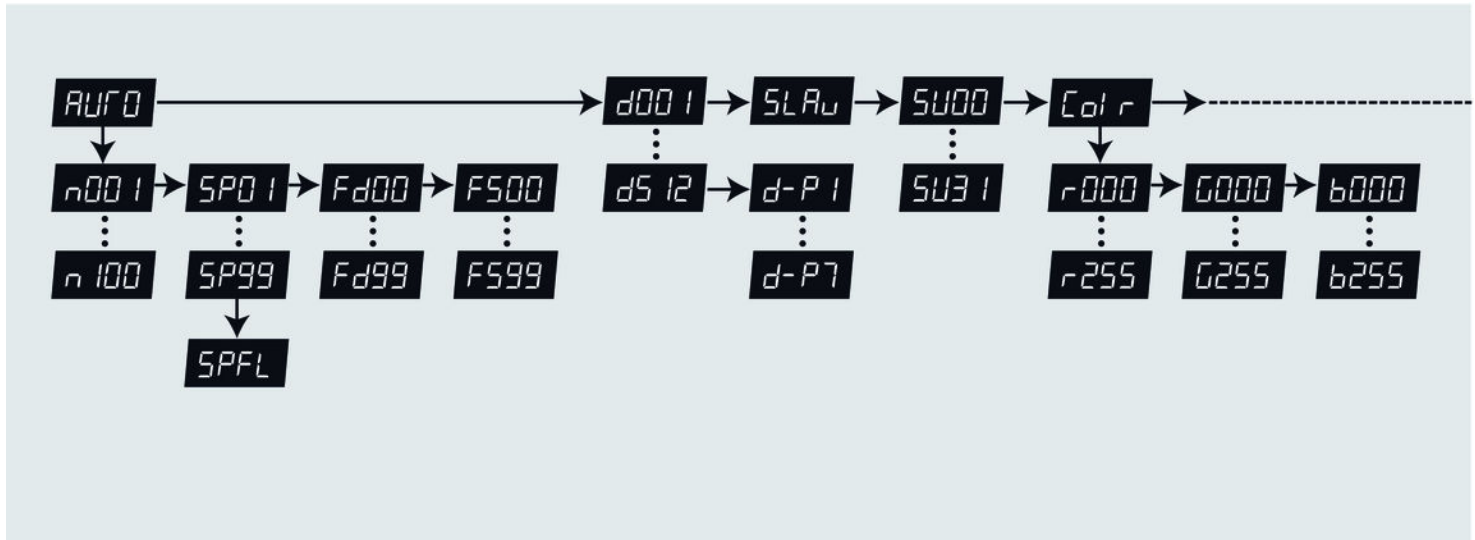 AUTO d001 SLAv SU00 Colr
n001 SP01 Fd00 FS00 dS12 d-P1 SU31 r000 G000 b000
n100 SP99 Fd99 FS99 d-P7 r255 G255 b255
SPFL